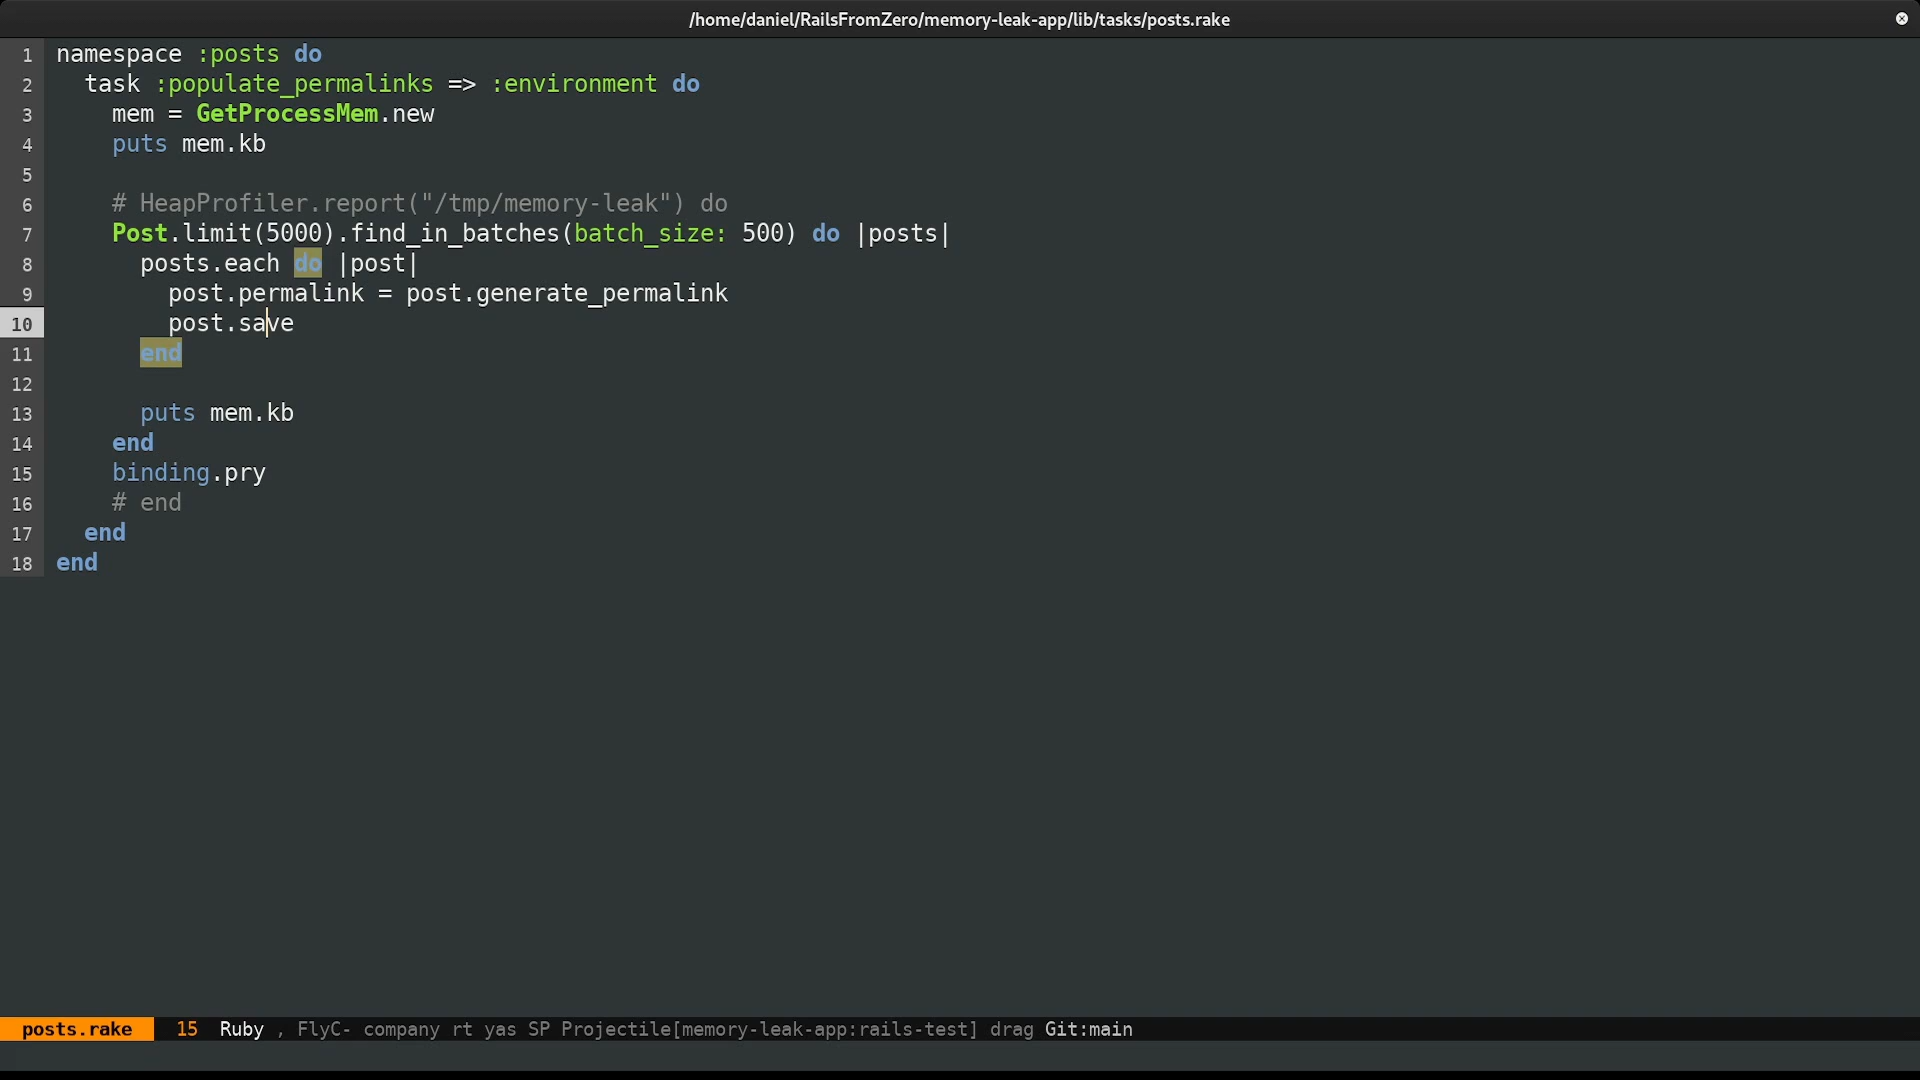 /home/daniel/RailsFromZero/memory-leak-app/lib/tasks/posts.rake
1 namespace :posts do
2   task :populate_permalinks => :environment do
3     mem = GetProcessMem.new
4     puts mem.kb
5
6     # HeapProfiler.report("/tmp/memory-leak") do
7     Post.limit(5000).find_in_batches(batch_size: 500) do |posts|
8       posts.each do |post|
9         post.permalink = post.generate_permalink
10         post.save
11       end
12
13       puts mem.kb
14     end
15     binding.pry
16     # end
17   end
18 end
posts.rake 15 Ruby , FlyC- company rt yas SP Projectile[memory-leak-app:rails-test] drag Git:main